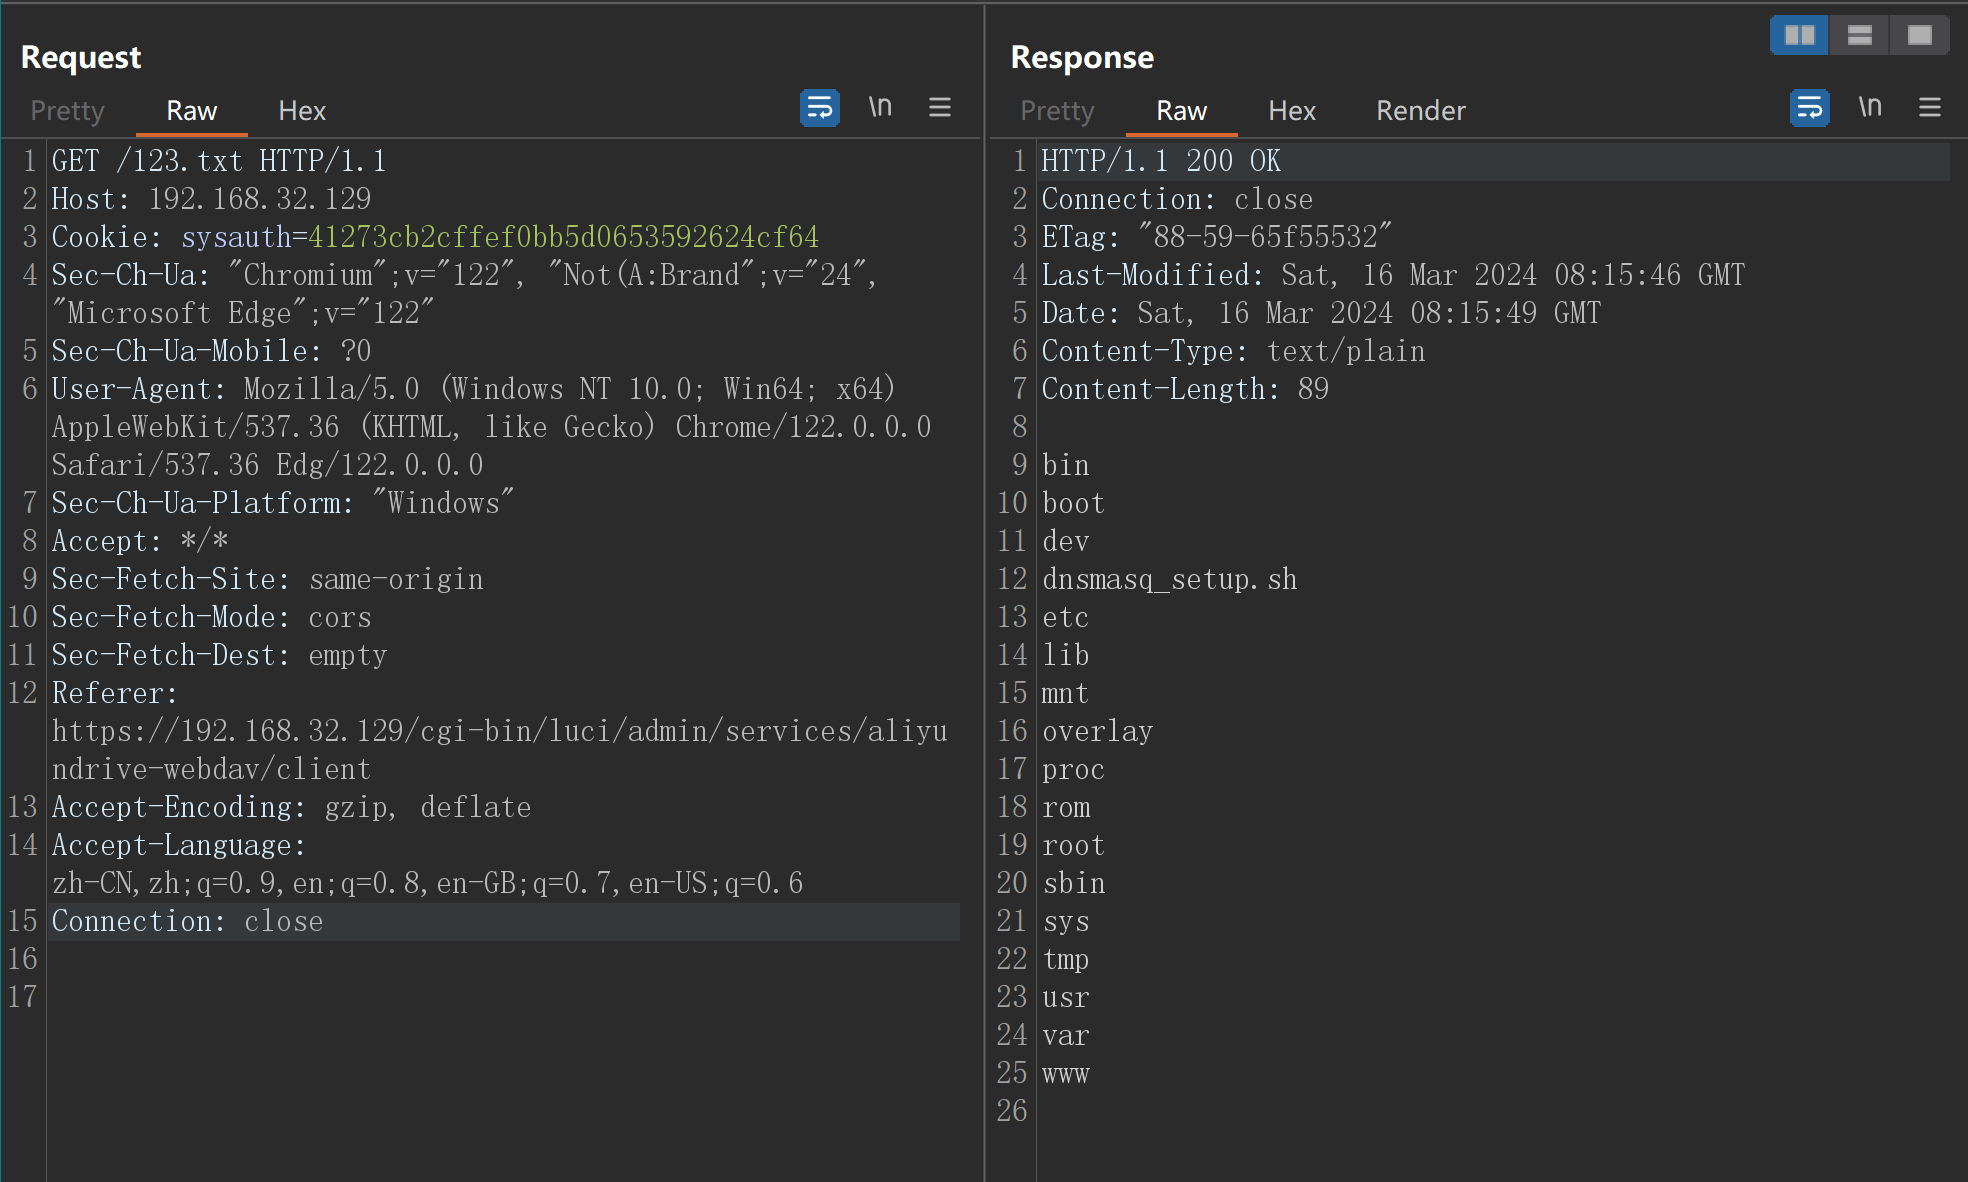 Request
Pretty Raw Hex
\n
1 GET /123.txt HTTP/1.1
2 Host: 192.168.32.129
3 Cookie: sysauth=41273cb2cffef0bb5d0653592624cf64
4 Sec-Ch-Ua: "Chromium";v="122", "Not(A:Brand";v="24",
"Microsoft Edge";v="122"
5 Sec-Ch-Ua-Mobile: ?0
6 User-Agent: Mozilla/5.0 (Windows NT 10.0; Win64; x64)
AppleWebKit/537.36 (KHTML, like Gecko) Chrome/122.0.0.0
Safari/537.36 Edg/122.0.0.0
7 Sec-Ch-Ua-Platform: "Windows"
8 Accept: */*
9 Sec-Fetch-Site: same-origin
10 Sec-Fetch-Mode: cors
11 Sec-Fetch-Dest: empty
12 Referer:
https://192.168.32.129/cgi-bin/luci/admin/services/aliyu
ndrive-webdav/client
13 Accept-Encoding: gzip, deflate
14 Accept-Language:
zh-CN,zh;q=0.9,en;q=0.8,en-GB;q=0.7,en-US;q=0.6
15 Connection: close
16
17
Response
Pretty Raw Hex Render
\n
1 HTTP/1.1 200 OK
2 Connection: close
3 ETag: "88-59-65f55532"
4 Last-Modified: Sat, 16 Mar 2024 08:15:46 GMT
5 Date: Sat, 16 Mar 2024 08:15:49 GMT
6 Content-Type: text/plain
7 Content-Length: 89
8
9 bin
10 boot
11 dev
12 dnsmasq_setup.sh
13 etc
14 lib
15 mnt
16 overlay
17 proc
18 rom
19 root
20 sbin
21 sys
22 tmp
23 usr
24 var
25 www
26